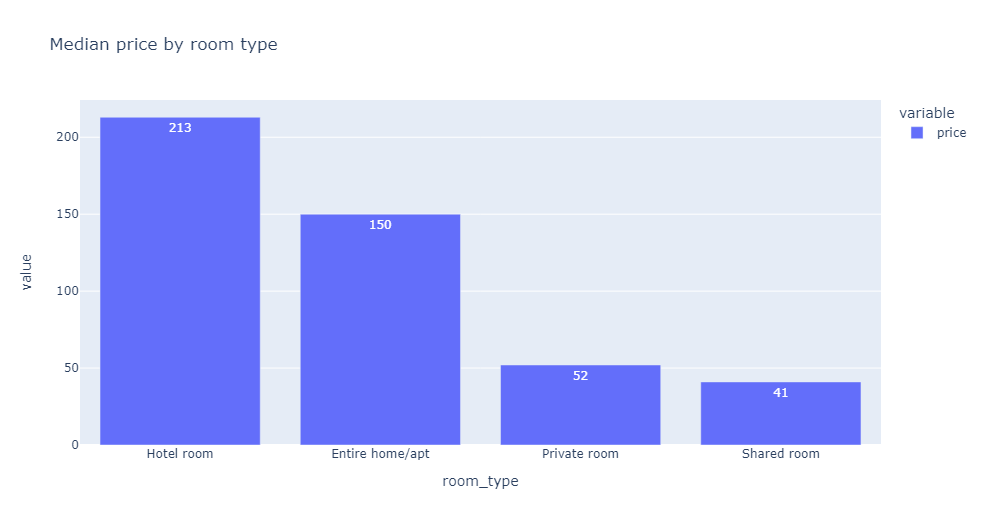 Median price by room type
variable
price
213
150
52
41
value
200
150
100
50
0
Hotel room
Entire home/apt
Private room
Shared room
room_type